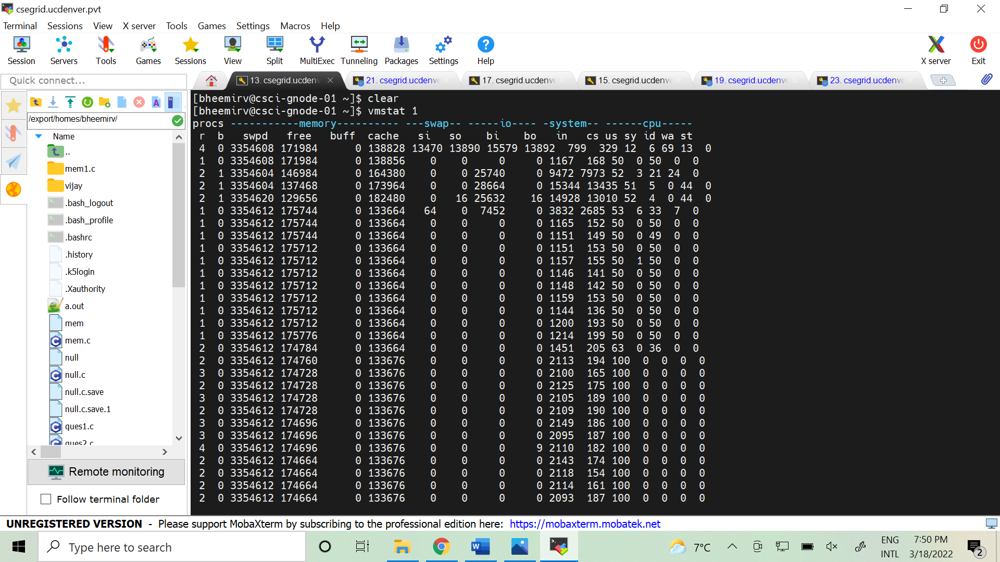 csegrid.ucdenver.pvt
Terminal Sessions View X server Tools Games Settings Macros Help
Session Servers Tools Games Sessions View Split MultiExec Tunneling Packages Settings Help X server Exit
Quick connect...
13. csegrid.ucdenv 21. csegrid.ucdenve 17. csegrid.ucdenve 15. csegrid.ucdenve 19. csegrid.ucdenve 23. csegrid.ucdenve
/export/homes/bheemirv/
Name
..
mem1.c
vijay
.bash_logout
.bash_profile
.bashrc
.history
.k5login
.Xauthority
a.out
mem
mem.c
null
null.c
null.c.save
null.c.save.1
ques1.c
ques2.c
Remote monitoring
Follow terminal folder
[bheemirv@csci-gnode-01 ~]$ clear
[bheemirv@csci-gnode-01 ~]$ vmstat 1
procs -----------memory---------- ---swap-- -----io---- -system-- ------cpu-----
r b swpd free buff cache si so bi bo in cs us sy id wa st
4 0 3354608 171984 0 138828 13470 13890 15579 13892 799 329 12 6 69 13 0
1 0 3354608 171984 0 138856 0 0 0 0 1167 168 50 0 50 0 0
2 1 3354604 146984 0 164380 0 0 25740 0 9472 7973 52 3 21 24 0
2 1 3354604 137468 0 173964 0 0 28664 0 15344 13435 51 5 0 44 0
2 1 3354620 129656 0 182480 0 16 25632 16 14928 13010 52 4 0 44 0
1 0 3354612 175744 0 133664 64 0 7452 0 3832 2685 53 6 33 7 0
1 0 3354612 175744 0 133664 0 0 0 0 1165 152 50 0 50 0 0
1 0 3354612 175744 0 133664 0 0 0 0 1151 149 50 0 49 0 0
1 0 3354612 175712 0 133664 0 0 0 0 1151 153 50 0 50 0 0
1 0 3354612 175712 0 133664 0 0 0 0 1157 155 50 1 50 0 0
1 0 3354612 175712 0 133664 0 0 0 0 1146 141 50 0 50 0 0
1 0 3354612 175712 0 133664 0 0 0 0 1148 142 50 0 50 0 0
1 0 3354612 175712 0 133664 0 0 0 0 1159 153 50 0 50 0 0
1 0 3354612 175712 0 133664 0 0 0 0 1144 136 50 0 50 0 0
1 0 3354612 175712 0 133664 0 0 0 0 1200 193 50 0 50 0 0
1 0 3354612 175776 0 133664 0 0 0 0 1214 199 50 0 50 0 0
2 0 3354612 174784 0 133664 0 0 0 0 1451 205 63 0 36 0 0
2 0 3354612 174760 0 133676 0 0 0 0 2113 194 100 0 0 0 0
3 0 3354612 174728 0 133676 0 0 0 0 2100 165 100 0 0 0 0
2 0 3354612 174728 0 133676 0 0 0 0 2125 175 100 0 0 0 0
3 0 3354612 174728 0 133676 0 0 0 0 2105 189 100 0 0 0 0
2 0 3354612 174728 0 133676 0 0 0 0 2109 190 100 0 0 0 0
3 0 3354612 174696 0 133676 0 0 0 0 2149 186 100 0 0 0 0
3 0 3354612 174696 0 133676 0 0 0 0 2095 187 100 0 0 0 0
4 0 3354612 174696 0 133676 0 0 0 9 2110 182 100 0 0 0 0
2 0 3354612 174664 0 133676 0 0 0 0 2143 174 100 0 0 0 0
2 0 3354612 174664 0 133676 0 0 0 0 2118 154 100 0 0 0 0
2 0 3354612 174664 0 133676 0 0 0 0 2114 161 100 0 0 0 0
2 0 3354612 174664 0 133676 0 0 0 0 2093 187 100 0 0 0 0
UNREGISTERED VERSION - Please support MobaXterm by subscribing to the professional edition here: https://mobaxterm.mobatek.net
Type here to search
7°C
ENG
INTL
7:50 PM
3/18/2022
2